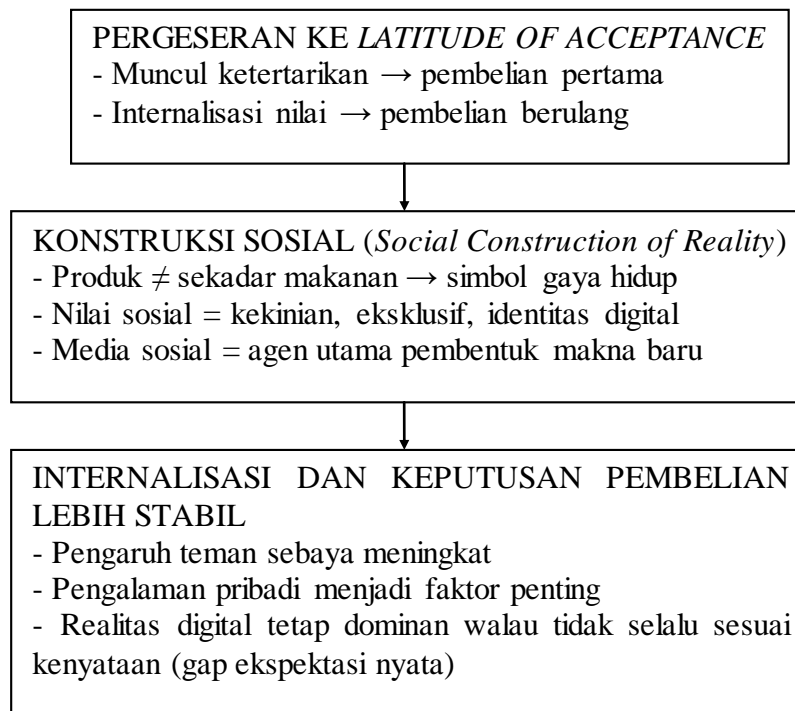 PERGESERAN KE LATITUDE OF ACCEPTANCE
- Muncul ketertarikan → pembelian pertama
- Internalisasi nilai → pembelian berulang
KONSTRUKSI SOSIAL (Social Construction of Reality)
- Produk ≠ sekadar makanan → simbol gaya hidup
- Nilai sosial = kekinian, eksklusif, identitas digital
- Media sosial = agen utama pembentuk makna baru
INTERNALISASI DAN KEPUTUSAN PEMBELIAN
LEBIH STABIL
- Pengaruh teman sebaya meningkat
- Pengalaman pribadi menjadi faktor penting
- Realitas digital tetap dominan walau tidak selalu sesuai
kenyataan (gap ekspektasi nyata)